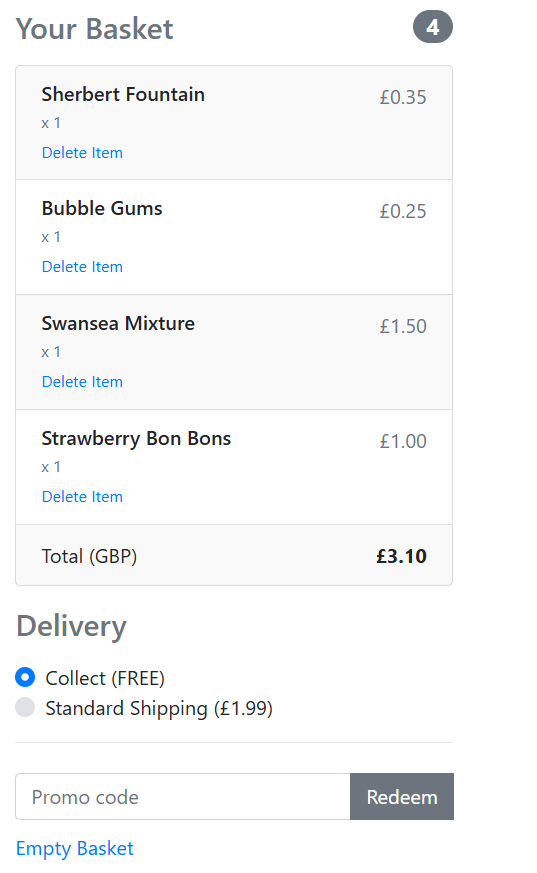 Your Basket 4
Sherbert Fountain £0.35
x 1
Delete Item
Bubble Gums £0.25
x 1
Delete Item
Swansea Mixture £1.50
x 1
Delete Item
Strawberry Bon Bons £1.00
x 1
Delete Item
Total (GBP) £3.10
Delivery
Collect (FREE)
Standard Shipping (£1.99)
Promo code Redeem
Empty Basket